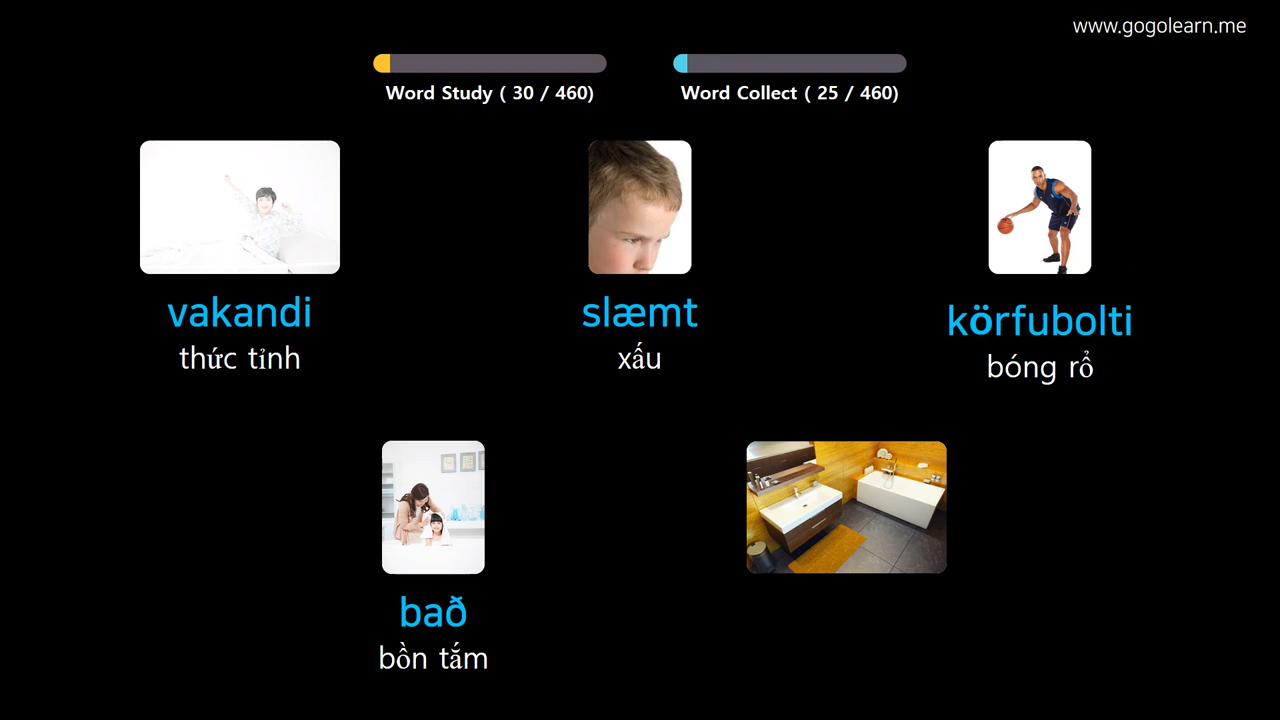 www.gogolearn.me
Word Study ( 30 / 460)
Word Collect ( 25 / 460)
vakandi
thức tỉnh
slæmt
xấu
körfubolti
bóng rổ
bað
bồn tắm